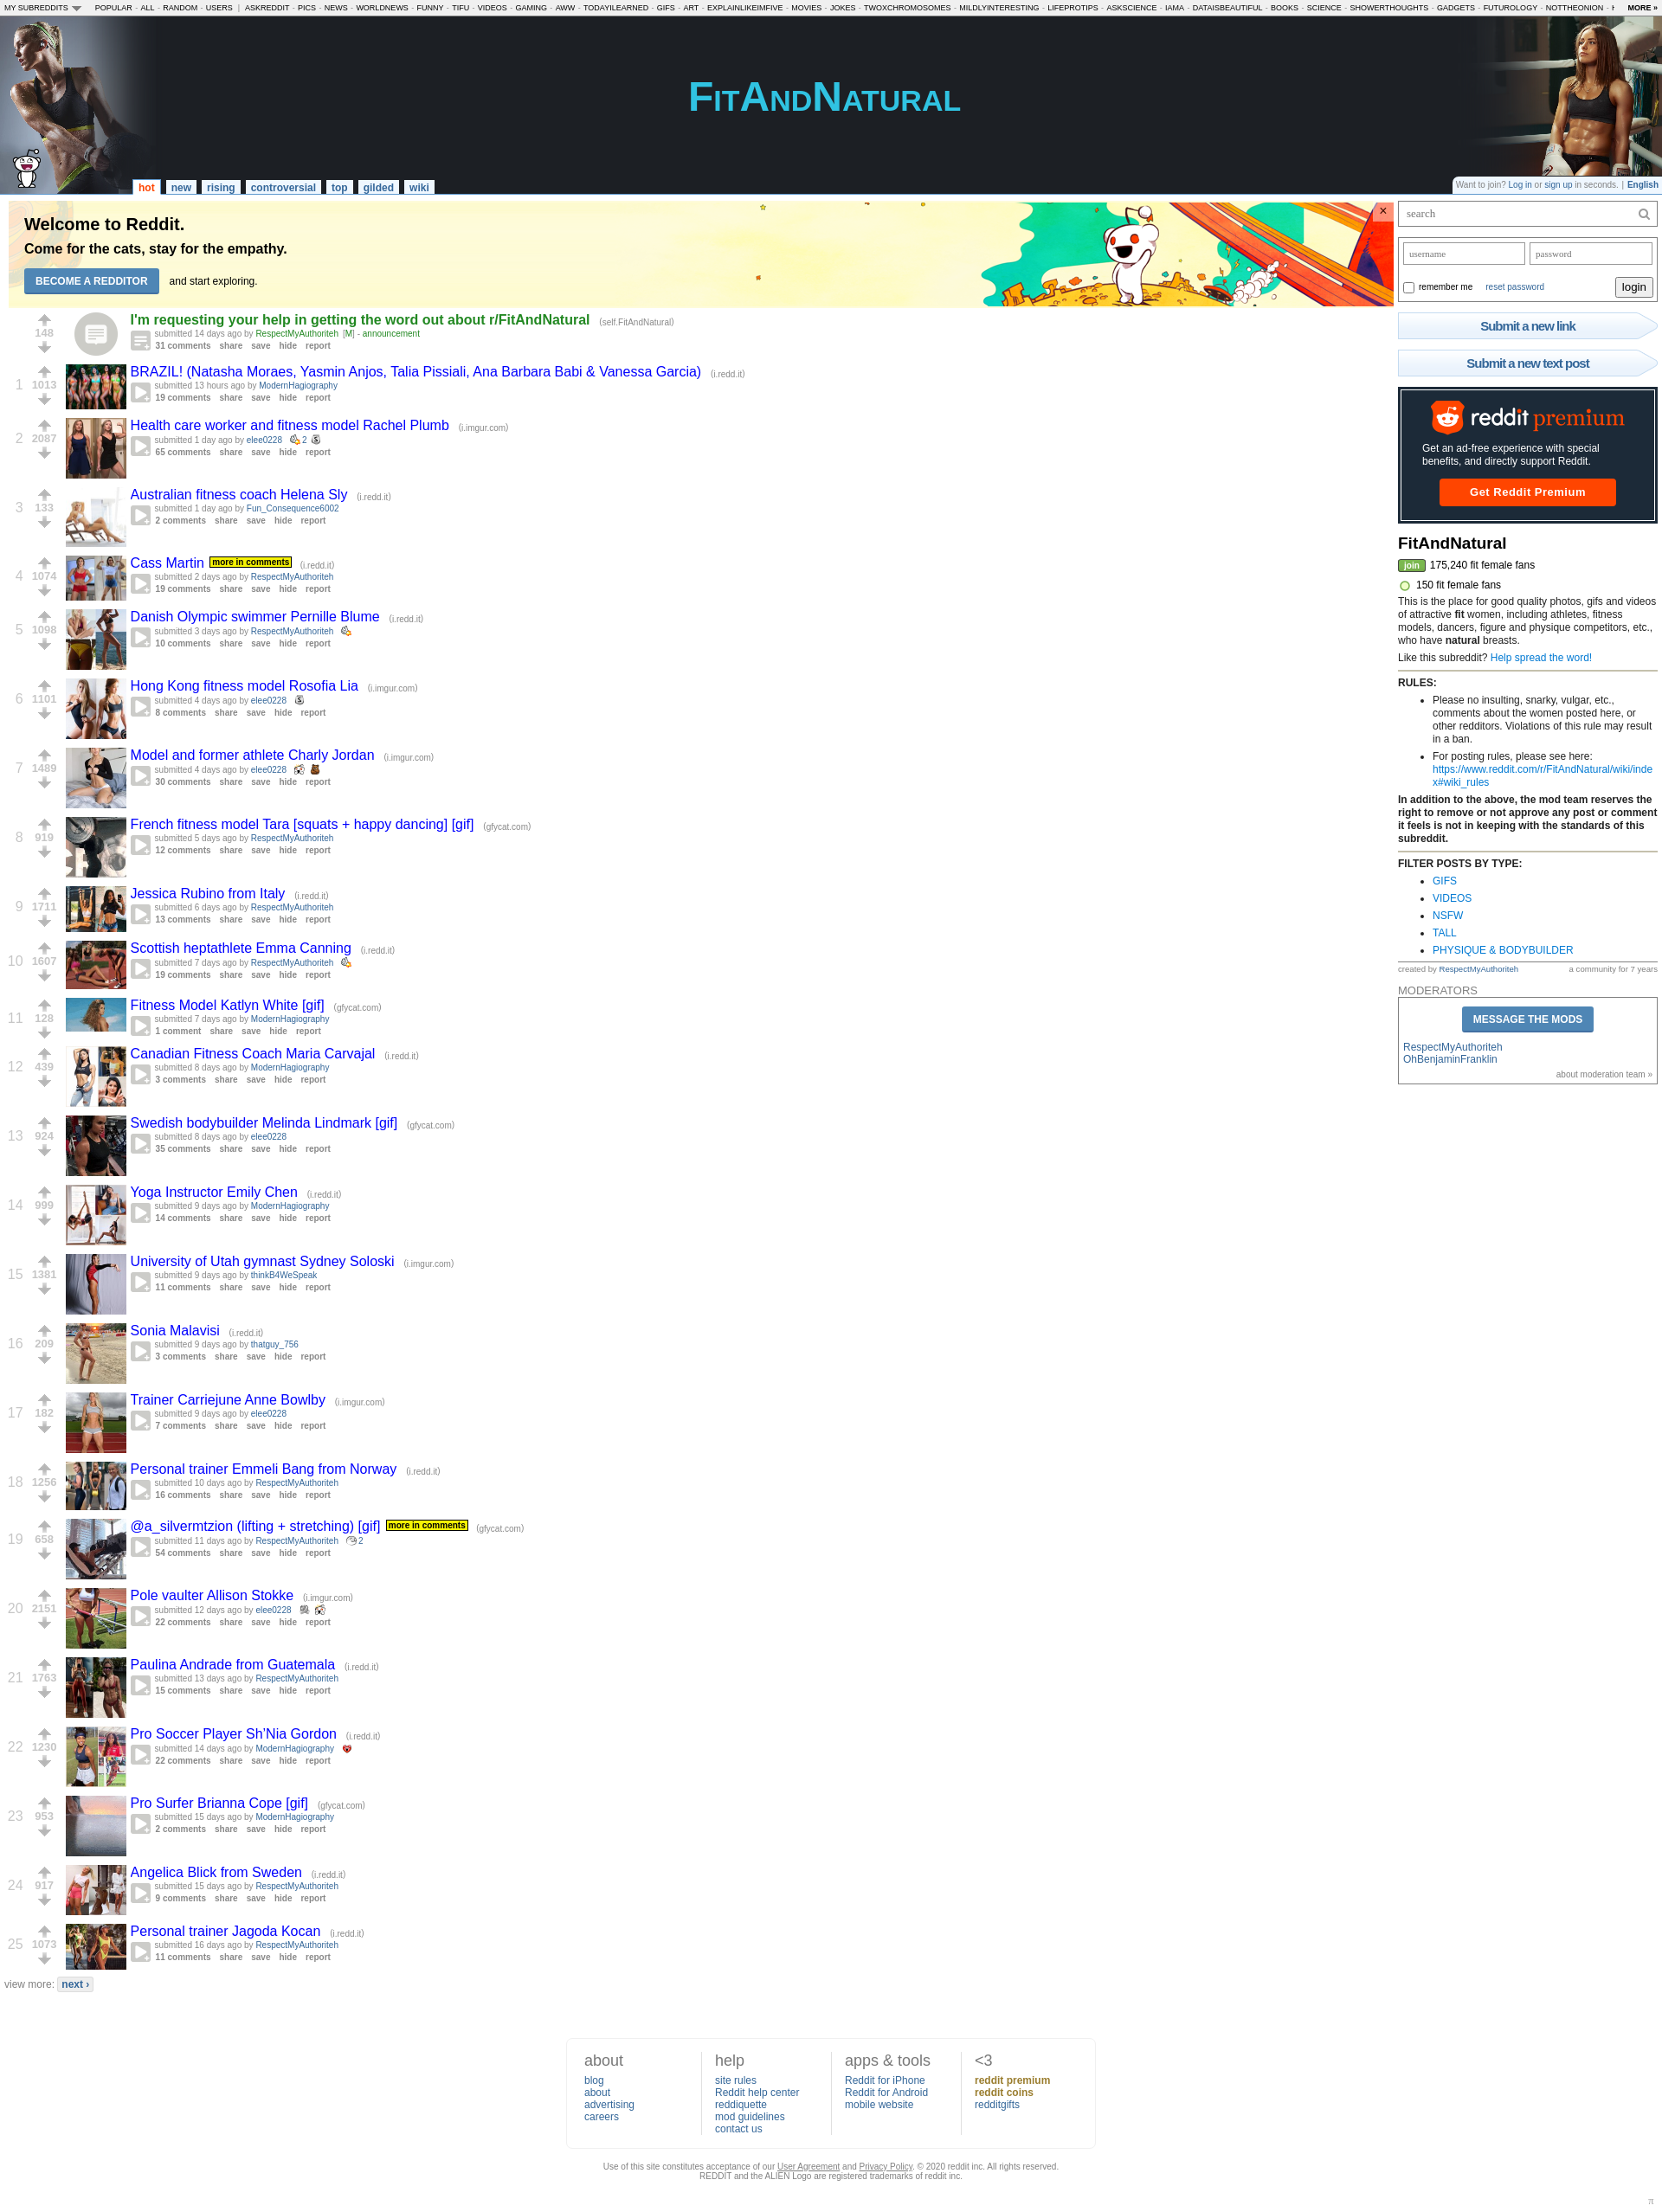 MY SUBREDDITS POPULAR - ALL - RANDOM - USERS | ASKREDDIT - PICS - NEWS - WORLDNEWS - FUNNY - TIFU - VIDEOS - GAMING - AWW - TODAYILEARNED - GIFS - ART - EXPLAINLIKEIMFIVE - MOVIES - JOKES - TWOXCHROMOSOMES - MILDLYINTERESTING - LIFEPROTIPS - ASKSCIENCE - IAMA - DATAISBEAUTIFUL - BOOKS - SCIENCE - SHOWERTHOUGHTS - GADGETS - FUTUROLOGY - NOTTHEONION - MORE »
FITANDNATURAL
hot new rising controversial top gilded wiki
Want to join? Log in or sign up in seconds. | English
Welcome to Reddit.
Come for the cats, stay for the empathy.
BECOME A REDDITOR and start exploring.
×
148
I'm requesting your help in getting the word out about r/FitAndNatural (self.FitAndNatural)
submitted 14 days ago by RespectMyAuthoriteh [M] - announcement
31 comments share save hide report
1 1013
BRAZIL! (Natasha Moraes, Yasmin Anjos, Talia Pissiali, Ana Barbara Babi & Vanessa Garcia) (i.redd.it)
submitted 13 hours ago by ModernHagiography
19 comments share save hide report
2 2087
Health care worker and fitness model Rachel Plumb (i.imgur.com)
submitted 1 day ago by elee0228 2
65 comments share save hide report
3 133
Australian fitness coach Helena Sly (i.redd.it)
submitted 1 day ago by Fun_Consequence6002
2 comments share save hide report
4 1074
Cass Martin more in comments (i.redd.it)
submitted 2 days ago by RespectMyAuthoriteh
19 comments share save hide report
5 1098
Danish Olympic swimmer Pernille Blume (i.redd.it)
submitted 3 days ago by RespectMyAuthoriteh
10 comments share save hide report
6 1101
Hong Kong fitness model Rosofia Lia (i.imgur.com)
submitted 4 days ago by elee0228
8 comments share save hide report
7 1489
Model and former athlete Charly Jordan (i.imgur.com)
submitted 4 days ago by elee0228
30 comments share save hide report
8 919
French fitness model Tara [squats + happy dancing] [gif] (gfycat.com)
submitted 5 days ago by RespectMyAuthoriteh
12 comments share save hide report
9 1711
Jessica Rubino from Italy (i.redd.it)
submitted 6 days ago by RespectMyAuthoriteh
13 comments share save hide report
10 1607
Scottish heptathlete Emma Canning (i.redd.it)
submitted 7 days ago by RespectMyAuthoriteh
19 comments share save hide report
11 128
Fitness Model Katlyn White [gif] (gfycat.com)
submitted 7 days ago by ModernHagiography
1 comment share save hide report
12 439
Canadian Fitness Coach Maria Carvajal (i.redd.it)
submitted 8 days ago by ModernHagiography
3 comments share save hide report
13 924
Swedish bodybuilder Melinda Lindmark [gif] (gfycat.com)
submitted 8 days ago by elee0228
35 comments share save hide report
14 999
Yoga Instructor Emily Chen (i.redd.it)
submitted 9 days ago by ModernHagiography
14 comments share save hide report
15 1381
University of Utah gymnast Sydney Soloski (i.imgur.com)
submitted 9 days ago by thinkB4WeSpeak
11 comments share save hide report
16 209
Sonia Malavisi (i.redd.it)
submitted 9 days ago by thatguy_756
3 comments share save hide report
17 182
Trainer Carriejune Anne Bowlby (i.imgur.com)
submitted 9 days ago by elee0228
7 comments share save hide report
18 1256
Personal trainer Emmeli Bang from Norway (i.redd.it)
submitted 10 days ago by RespectMyAuthoriteh
16 comments share save hide report
19 658
@a_silvermtzion (lifting + stretching) [gif] more in comments (gfycat.com)
submitted 11 days ago by RespectMyAuthoriteh 2
54 comments share save hide report
20 2151
Pole vaulter Allison Stokke (i.imgur.com)
submitted 12 days ago by elee0228
22 comments share save hide report
21 1763
Paulina Andrade from Guatemala (i.redd.it)
submitted 13 days ago by RespectMyAuthoriteh
15 comments share save hide report
22 1230
Pro Soccer Player Sh'Nia Gordon (i.redd.it)
submitted 14 days ago by ModernHagiography
22 comments share save hide report
23 953
Pro Surfer Brianna Cope [gif] (gfycat.com)
submitted 15 days ago by ModernHagiography
2 comments share save hide report
24 917
Angelica Blick from Sweden (i.redd.it)
submitted 15 days ago by RespectMyAuthoriteh
9 comments share save hide report
25 1073
Personal trainer Jagoda Kocan (i.redd.it)
submitted 16 days ago by RespectMyAuthoriteh
11 comments share save hide report
view more: next ›
search
username password
remember me reset password login
Submit a new link
Submit a new text post
reddit premium
Get an ad-free experience with special
benefits, and directly support Reddit.
Get Reddit Premium
FitAndNatural
join 175,240 fit female fans
150 fit female fans
This is the place for good quality photos, gifs and videos
of attractive fit women, including athletes, fitness
models, dancers, figure and physique competitors, etc.,
who have natural breasts.
Like this subreddit? Help spread the word!
RULES:
• Please no insulting, snarky, vulgar, etc.,
comments about the women posted here, or
other redditors. Violations of this rule may result
in a ban.
• For posting rules, please see here:
https://www.reddit.com/r/FitAndNatural/wiki/inde
x#wiki_rules
In addition to the above, the mod team reserves the
right to remove or not approve any post or comment
it feels is not in keeping with the standards of this
subreddit.
FILTER POSTS BY TYPE:
• GIFS
• VIDEOS
• NSFW
• TALL
• PHYSIQUE & BODYBUILDER
created by RespectMyAuthoriteh a community for 7 years
MODERATORS
MESSAGE THE MODS
RespectMyAuthoriteh
OhBenjaminFranklin
about moderation team »
about
blog
about
advertising
careers
help
site rules
Reddit help center
reddiquette
mod guidelines
contact us
apps & tools
Reddit for iPhone
Reddit for Android
mobile website
<3
reddit premium
reddit coins
redditgifts
Use of this site constitutes acceptance of our User Agreement and Privacy Policy. © 2020 reddit inc. All rights reserved.
REDDIT and the ALIEN Logo are registered trademarks of reddit inc.
π